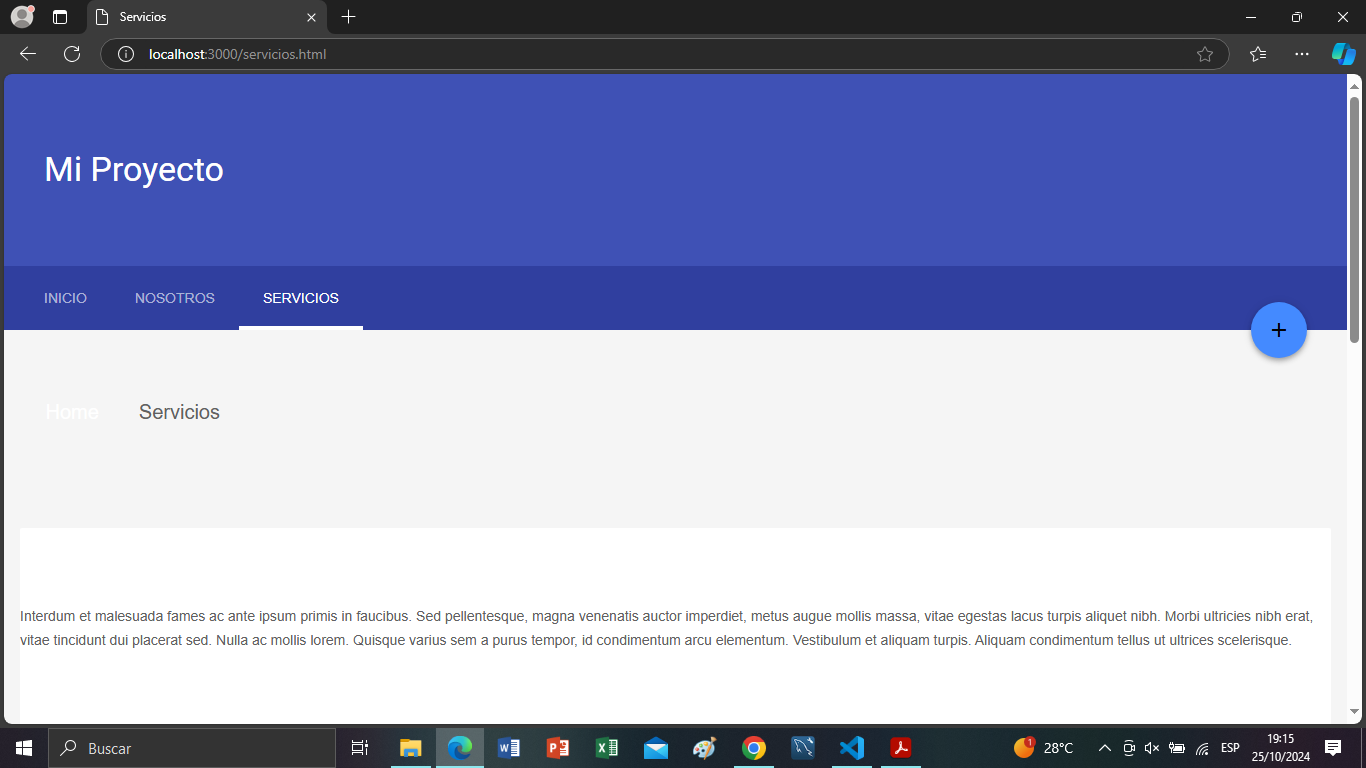 Servicios
localhost:3000/servicios.html
Mi Proyecto
INICIO NOSOTROS SERVICIOS
+
Home Servicios
Interdum et malesuada fames ac ante ipsum primis in faucibus. Sed pellentesque, magna venenatis auctor imperdiet, metus augue mollis massa, vitae egestas lacus turpis aliquet nibh. Morbi ultricies nibh erat,
vitae tincidunt dui placerat sed. Nulla ac mollis lorem. Quisque varius sem a purus tempor, id condimentum arcu elementum. Vestibulum et aliquam turpis. Aliquam condimentum tellus ut ultrices scelerisque.
Buscar
1
28°C
ESP
19:15
25/10/2024